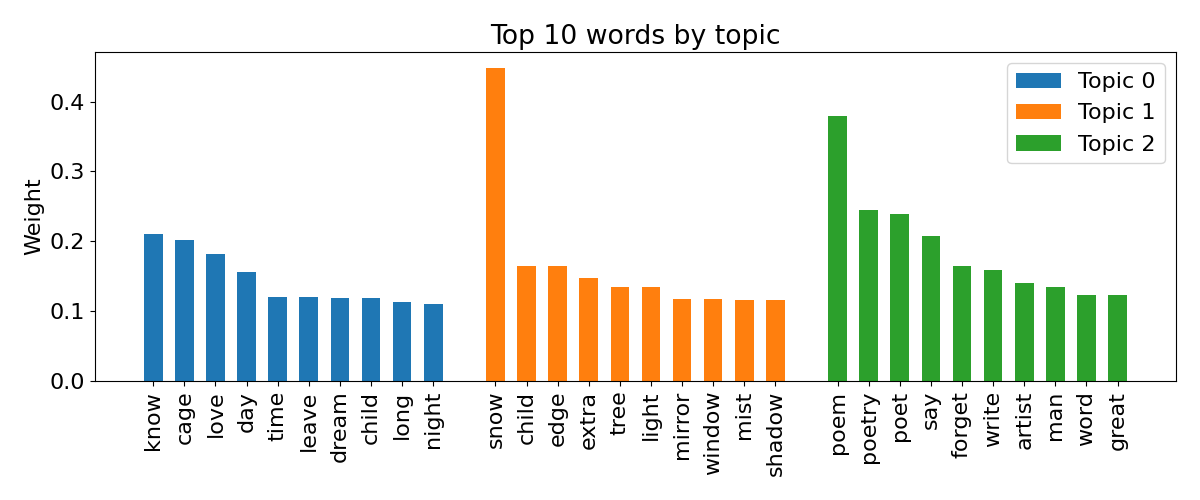 Top 10 words by topic
Topic 0
Topic 1
Topic 2
Weight
0.4
0.3
0.2
0.1
0.0
know
cage
love
day
time
leave
dream
child
long
night
snow
child
edge
extra
tree
light
mirror
window
mist
shadow
poem
poetry
poet
say
forget
write
artist
man
word
great